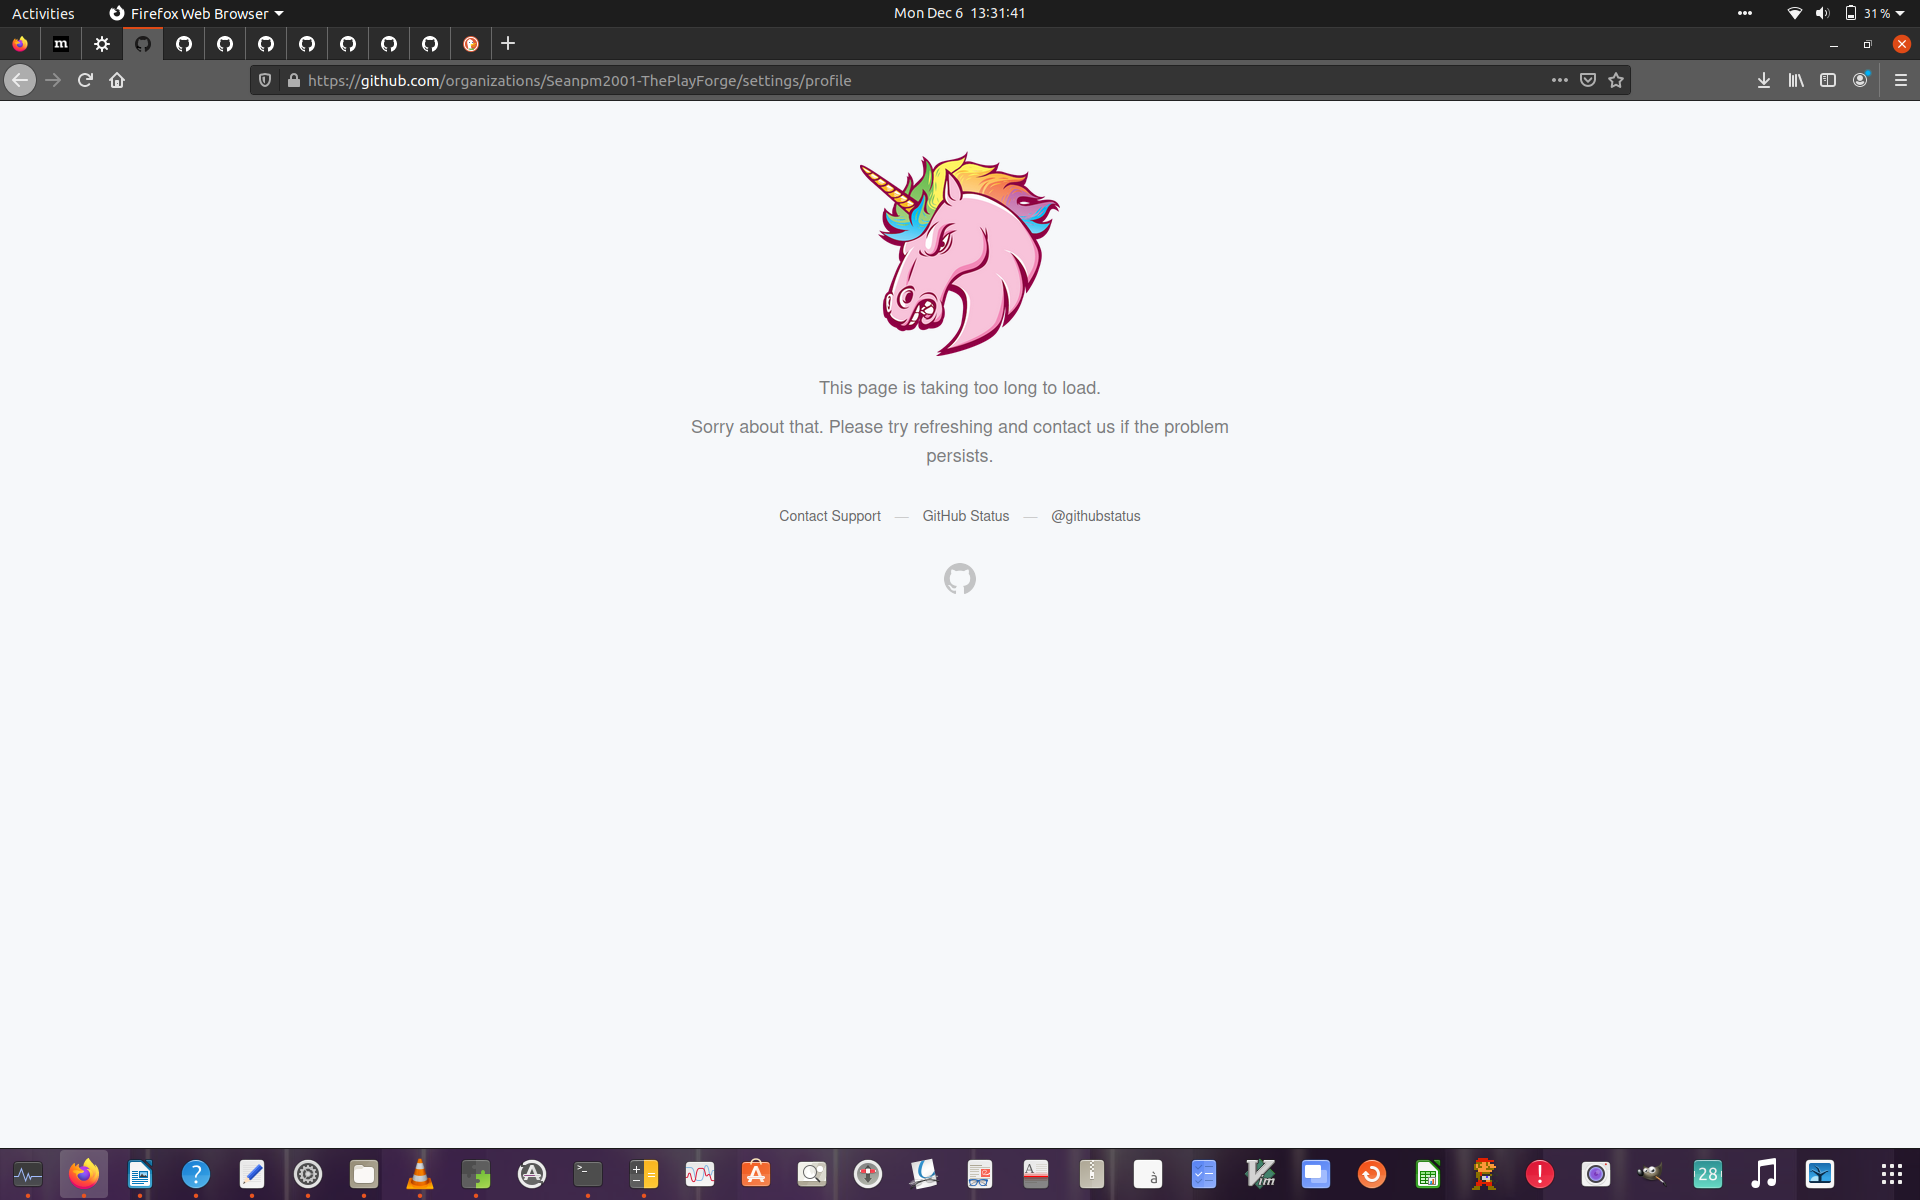 Activities
Firefox Web Browser
Mon Dec 6 13:31:41
31 %
m
https://github.com/organizations/Seanpm2001-ThePlayForge/settings/profile
This page is taking too long to load.
Sorry about that. Please try refreshing and contact us if the problem
persists.
Contact Support — GitHub Status — @githubstatus
?
>_
A
à
Vim
!
28